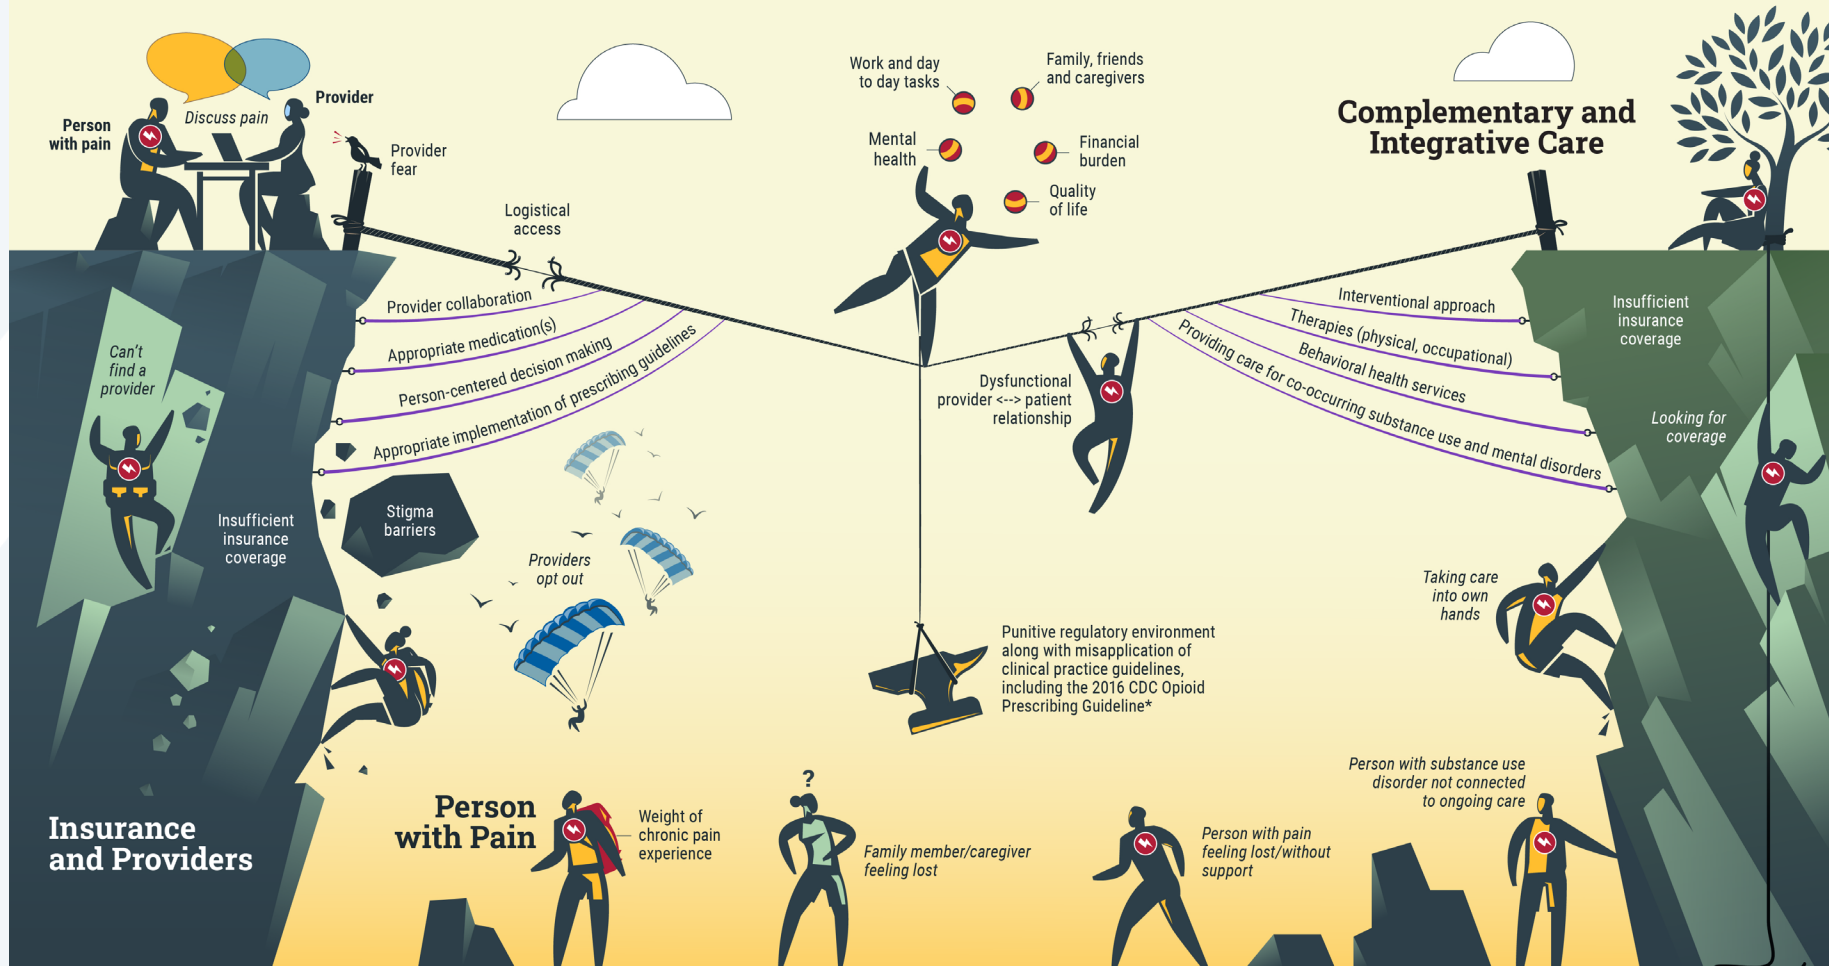 Person
with pain
Discuss pain
Provider
Provider
fear
Logistical
access
Work and day
to day tasks
Family, friends
and caregivers
Mental
health
Financial
burden
Quality
of life
Complementary and
Integrative Care
Provider collaboration
Appropriate medication(s)
Person-centered decision making
Appropriate implementation of prescribing guidelines
Interventional approach
Therapies (physical, occupational)
Behavioral health services
Providing care for co-occurring substance use and mental disorders
Insufficient
insurance
coverage
Can't
find a
provider
Dysfunctional
provider <--> patient
relationship
Looking for
coverage
Insufficient
insurance
coverage
Stigma
barriers
Providers
opt out
Taking care
into own
hands
Punitive regulatory environment
along with misapplication of
clinical practice guidelines,
including the 2016 CDC Opioid
Prescribing Guideline*
Insurance
and Providers
Person
with Pain
Weight of
chronic pain
experience
?
Family member/caregiver
feeling lost
Person with pain
feeling lost/without
support
Person with substance use
disorder not connected
to ongoing care